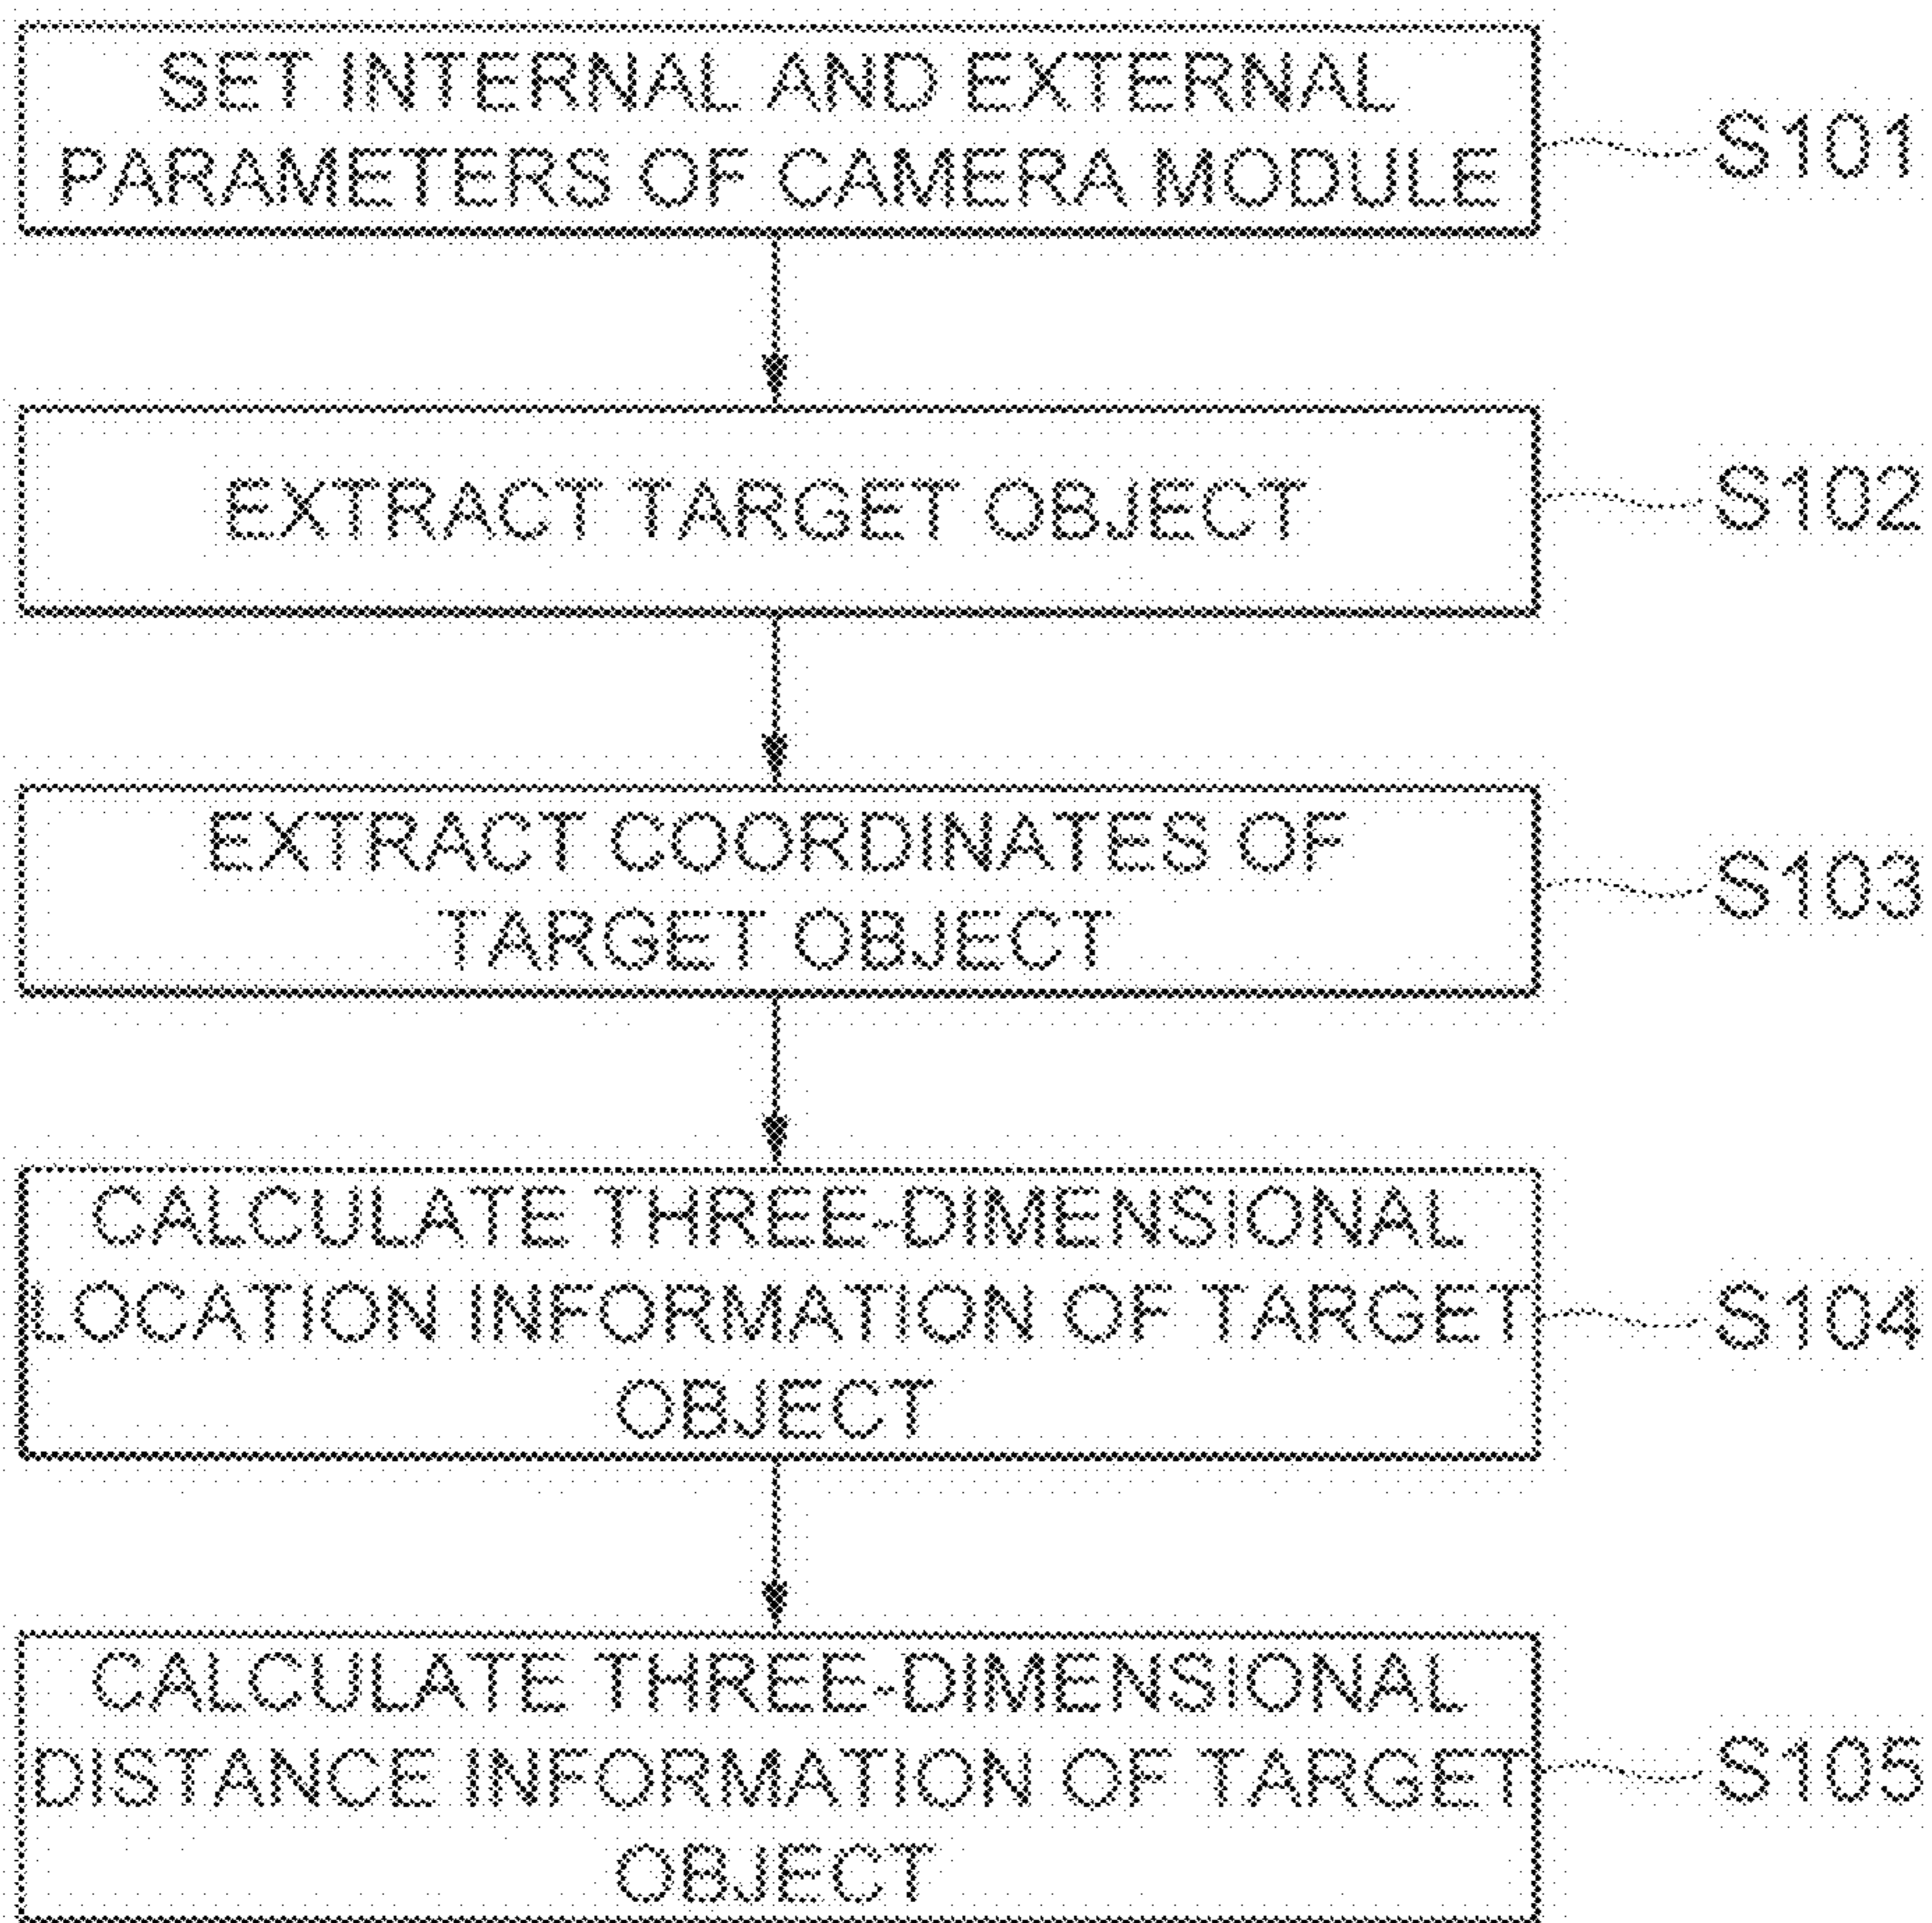 SET INTERNAL AND EXTERNAL
PARAMETERS OF CAMERA MODULE
S101
EXTRACT TARGET OBJECT
S102
EXTRACT COORDINATES OF
TARGET OBJECT
S103
CALCULATE THREE-DIMENSIONAL
LOCATION INFORMATION OF TARGET
OBJECT
S104
CALCULATE THREE-DIMENSIONAL
DISTANCE INFORMATION OF TARGET
OBJECT
S105